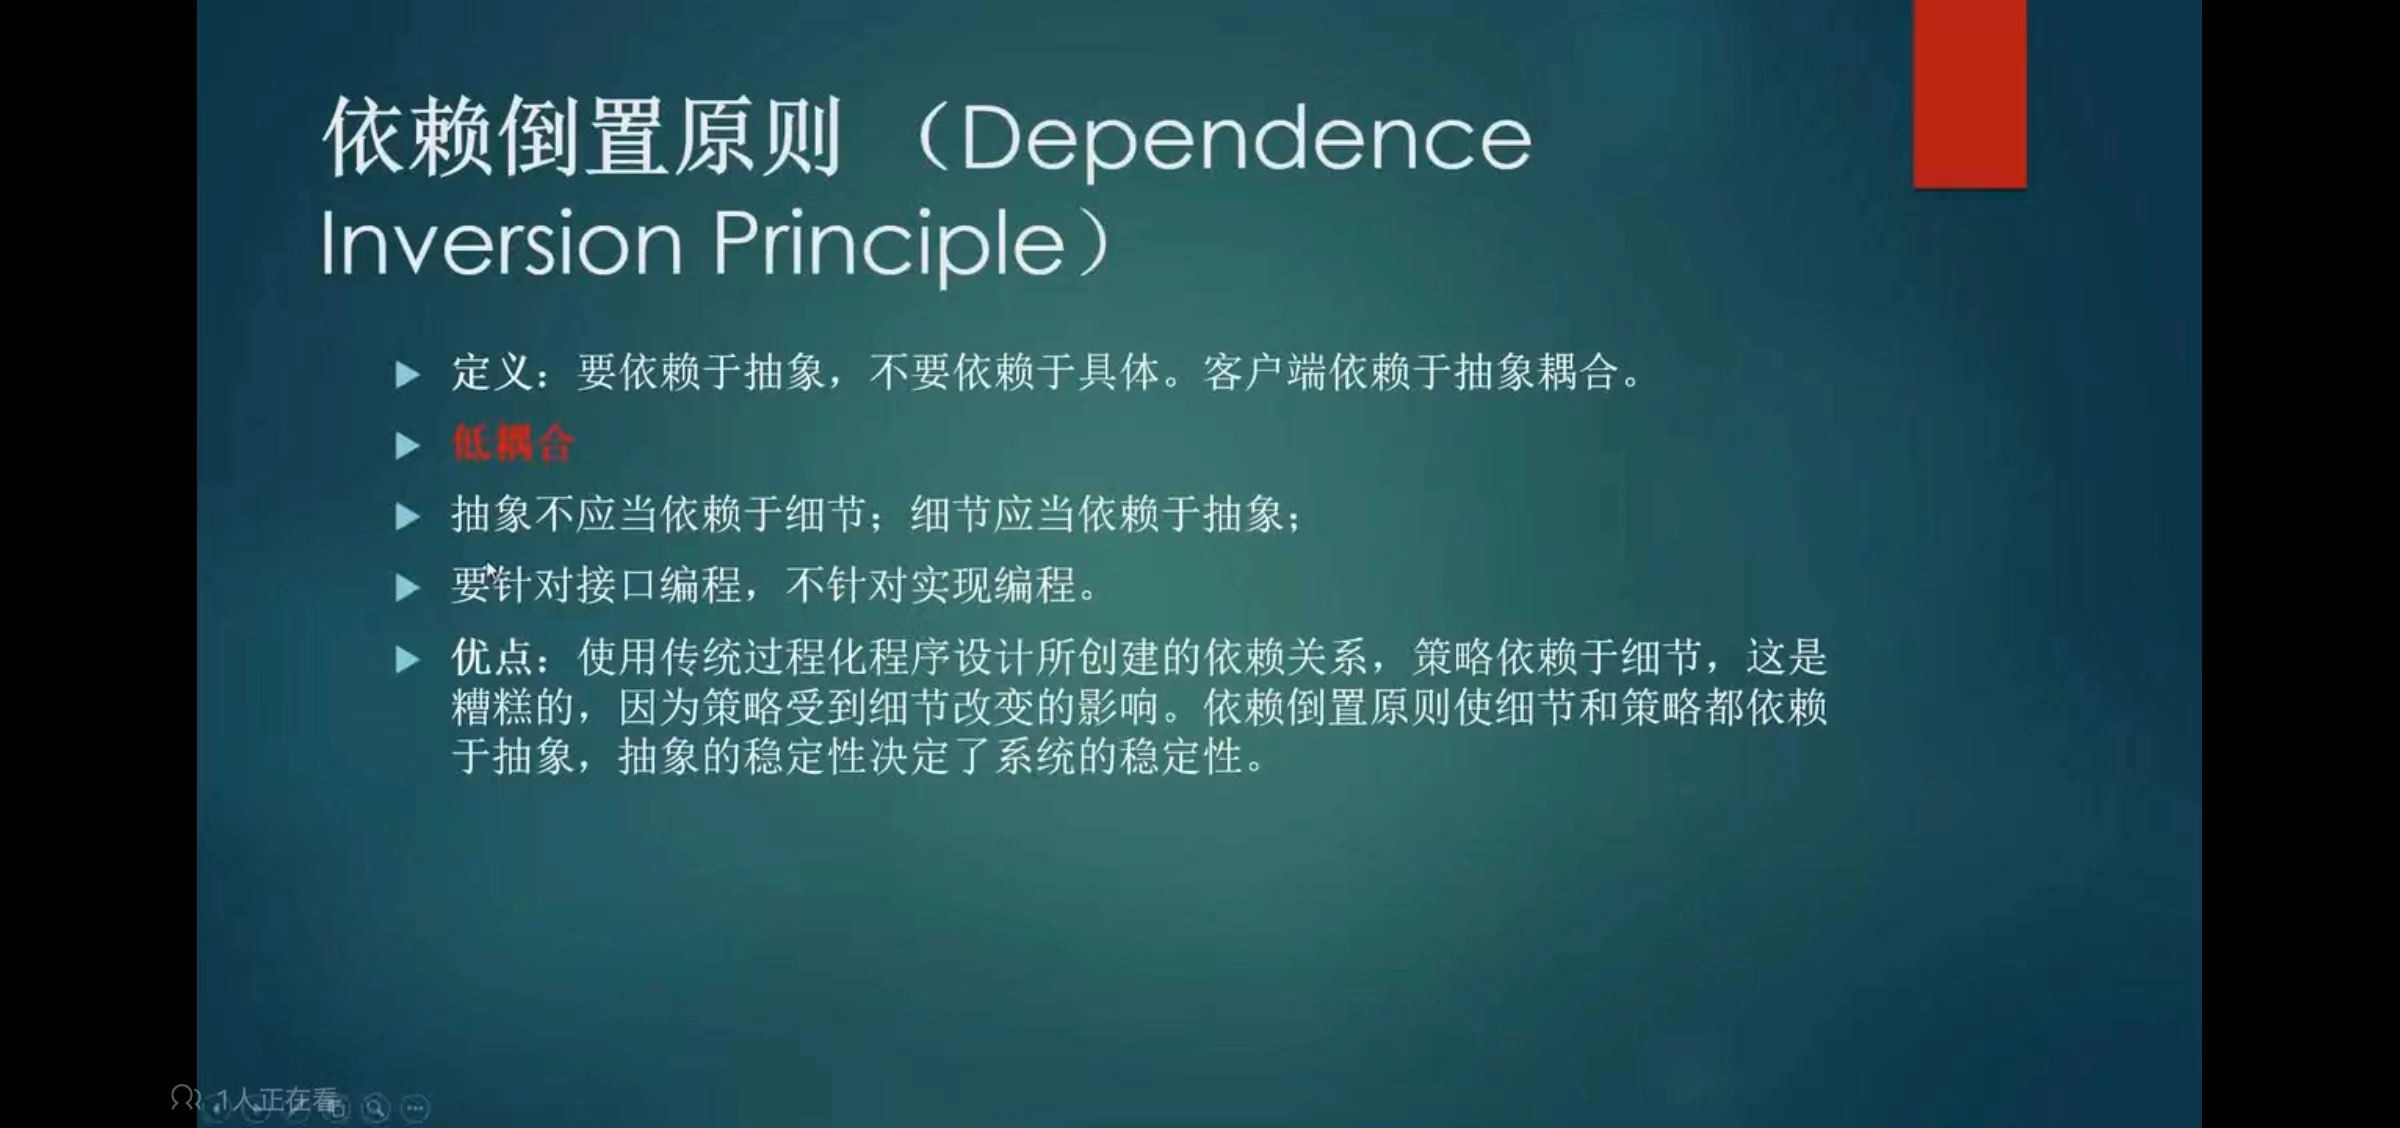 依赖倒置原则 （Dependence
Inversion Principle）
定义：要依赖于抽象，不要依赖于具体。客户端依赖于抽象耦合。
低耦合
抽象不应当依赖于细节；细节应当依赖于抽象；
要针对接口编程，不针对实现编程。
优点：使用传统过程化程序设计所创建的依赖关系，策略依赖于细节，这是
糟糕的，因为策略受到细节改变的影响。依赖倒置原则使细节和策略都依赖
于抽象，抽象的稳定性决定了系统的稳定性。
1人正在看